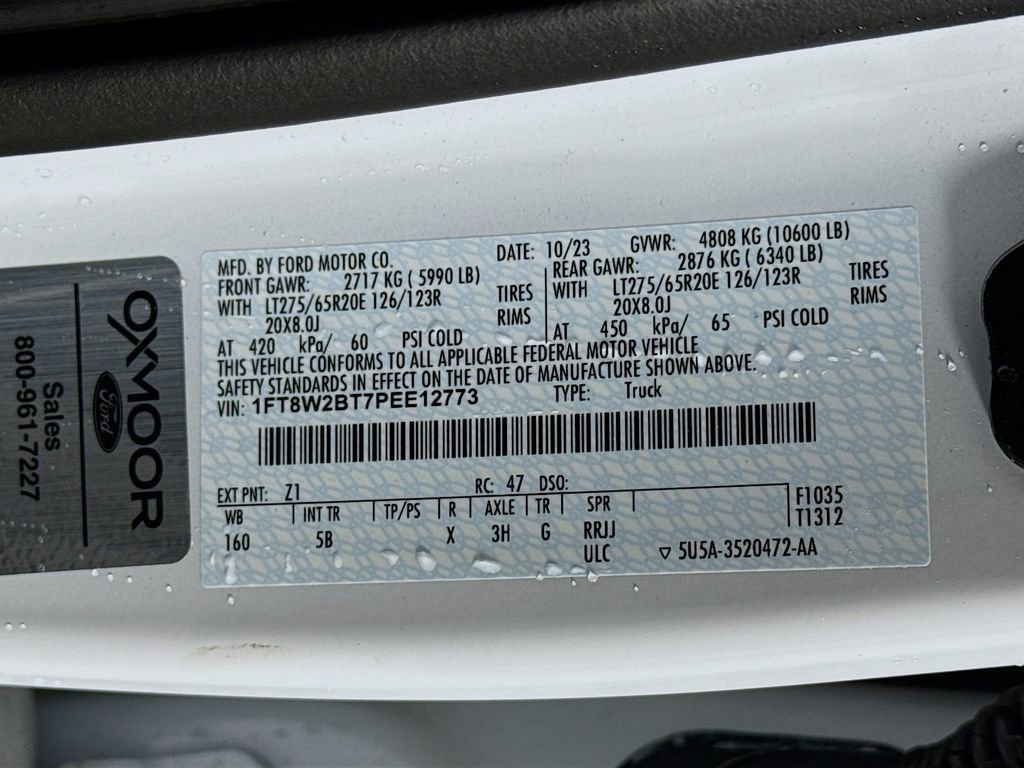 OXMOOR
Ford
Sales
800-961-7227
MFD. BY FORD MOTOR CO.
DATE: 10/23 GVWR: 4808 KG (10600 LB)
FRONT GAWR: 2717 KG ( 5990 LB)
WITH LT275/65R20E 126/123R TIRES
20X8.0J RIMS
AT 420 kPa/ 60 PSI COLD
REAR GAWR: 2876 KG ( 6340 LB)
WITH LT275/65R20E 126/123R TIRES
20X8.0J RIMS
AT 450 kPa/ 65 PSI COLD
THIS VEHICLE CONFORMS TO ALL APPLICABLE FEDERAL MOTOR VEHICLE
SAFETY STANDARDS IN EFFECT ON THE DATE OF MANUFACTURE SHOWN ABOVE.
VIN: 1FT8W2BT7PEE12773 TYPE: Truck
EXT PNT: Z1 RC: 47 DSO:
WB INT TR TP/PS R AXLE TR SPR F1035
160 5B X 3H G RRJJ T1312
ULC ▽ 5U5A-3520472-AA